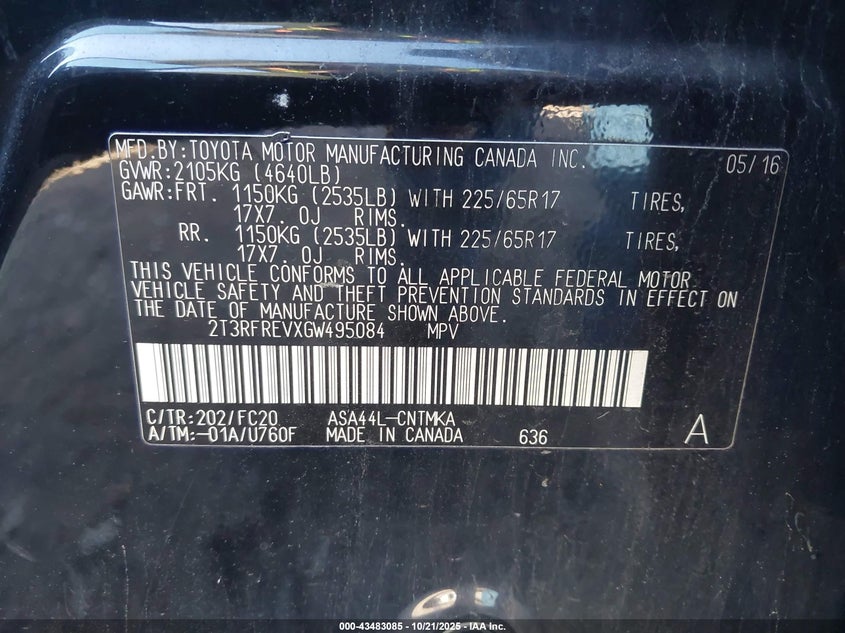 MFD.BY:TOYOTA MOTOR MANUFACTURING CANADA INC. 05/16
GVWR:2105KG (4640LB)
GAWR:FRT. 1150KG (2535LB) WITH 225/65R17 TIRES,
17X7. 0J RIMS.
RR. 1150KG (2535LB) WITH 225/65R17 TIRES,
17X7. 0J RIMS.
THIS VEHICLE CONFORMS TO ALL APPLICABLE FEDERAL MOTOR
VEHICLE SAFETY AND THEFT PREVENTION STANDARDS IN EFFECT ON
THE DATE OF MANUFACTURE SHOWN ABOVE.
2T3RFREVXGW495084 MPV
C/TR:202/FC20 ASA44L-CNTMKA
A/TM:-01A/U760F MADE IN CANADA 636 A
000-43483085 - 10/21/2025 - IAA Inc.